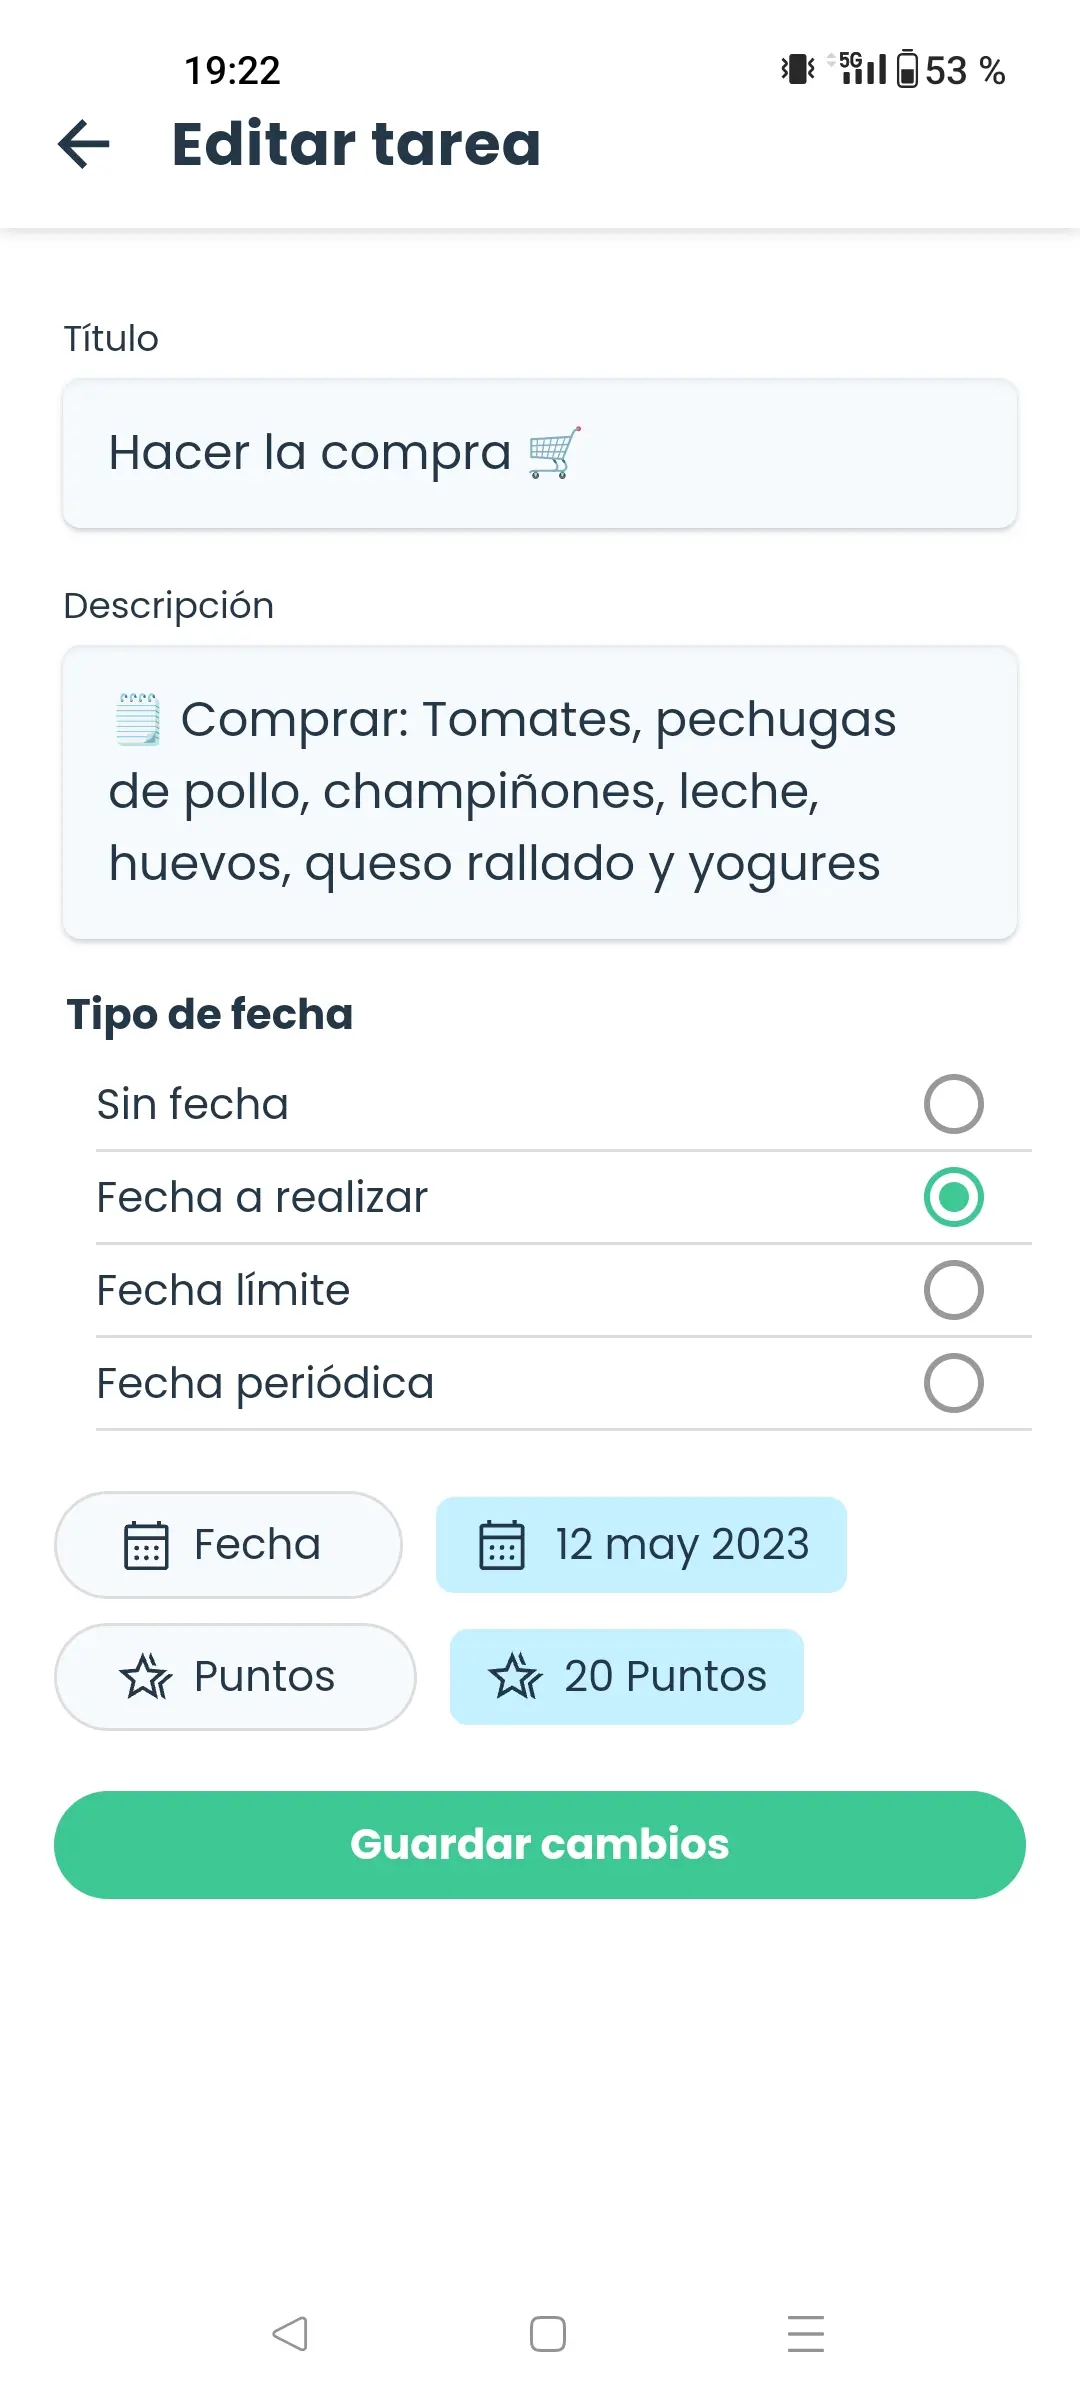 19:22 5G 53 %
Editar tarea
Título
Hacer la compra 🛒
Descripción
🗒️ Comprar: Tomates, pechugas
de pollo, champiñones, leche,
huevos, queso rallado y yogures
Tipo de fecha
Sin fecha
Fecha a realizar
Fecha límite
Fecha periódica
Fecha 12 may 2023
Puntos 20 Puntos
Guardar cambios